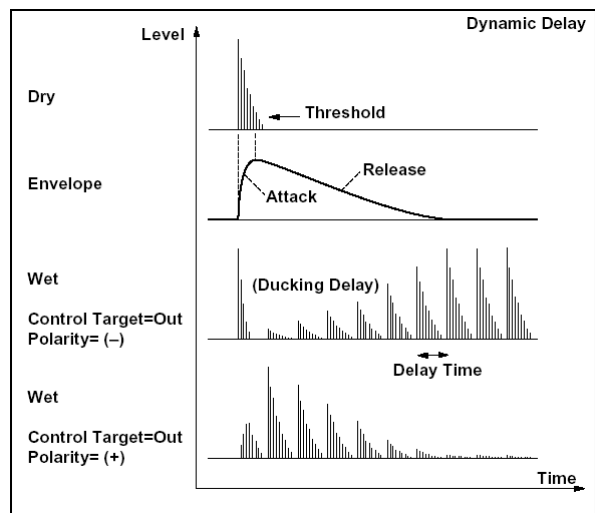 Dynamic Delay
Level
Dry
Threshold
Envelope
Release
Attack
Wet
(Ducking Delay)
Control Target=Out
Polarity= (–)
Delay Time
Wet
Control Target=Out
Polarity= (+)
Time